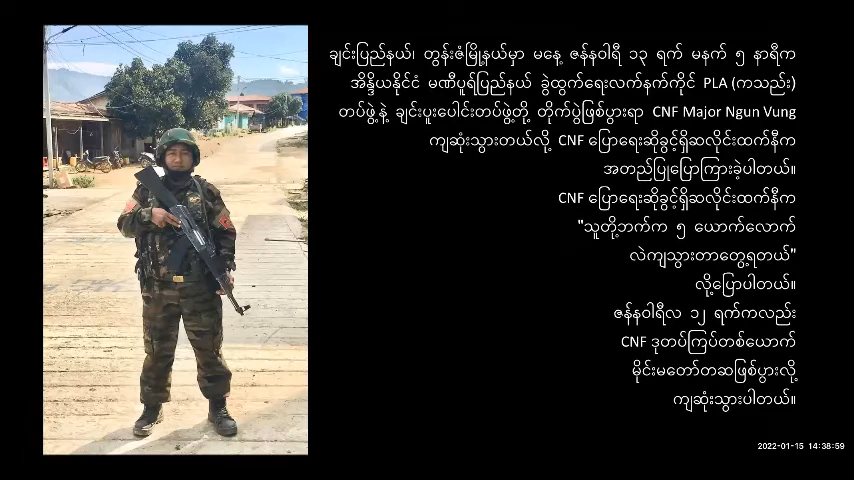 ချင်းပြည်နယ်၊ တွန်းဇံမြို့နယ်မှာ မနေ့ ဇန်နဝါရီ ၁၃ ရက် မနက် ၅ နာရီက
အိန္ဒိယနိုင်ငံ မဏီပူရ်ပြည်နယ် ခွဲထွက်ရေးလက်နက်ကိုင် PLA (ကသည်း)
တပ်ဖွဲ့နဲ့ ချင်းပူးပေါင်းတပ်ဖွဲ့တို့ တိုက်ပွဲဖြစ်ပွားရာ CNF Major Ngun Vung
ကျဆုံးသွားတယ်လို့ CNF ပြောရေးဆိုခွင့်ရှိဆလိုင်းထက်နီက
အတည်ပြုပြောကြားခဲ့ပါတယ်။
CNF ပြောရေးဆိုခွင့်ရှိဆလိုင်းထက်နီက
"သူတို့ဘက်က ၅ ယောက်လောက်
လဲကျသွားတာတွေ့ရတယ်"
လို့ပြောပါတယ်။
ဇန်နဝါရီလ ၁၂ ရက်ကလည်း
CNF ဒုတပ်ကြပ်တစ်ယောက်
မိုင်းမတော်တဆဖြစ်ပွားလို့
ကျဆုံးသွားပါတယ်။
2022-01-15 14:38:59